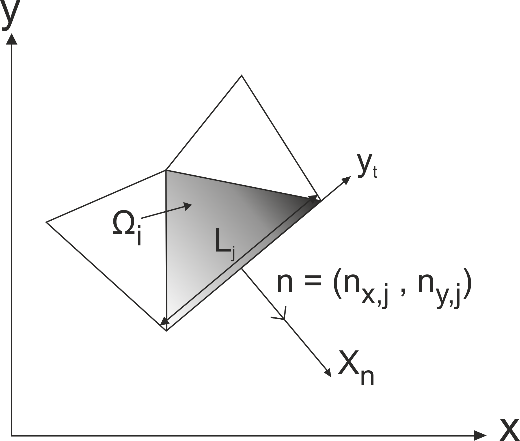 y
y_t
Ω_i
L_j
n = (n_x,j , n_y,j)
X_n
x